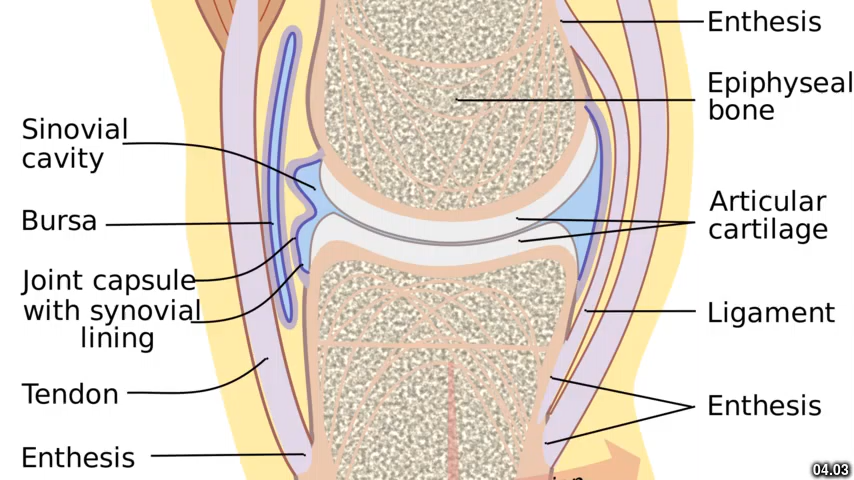 Enthesis
Epiphyseal
bone
Sinovial
cavity
Articular
cartilage
Bursa
Joint capsule
with synovial
lining
Ligament
Tendon
Enthesis
Enthesis
04.03